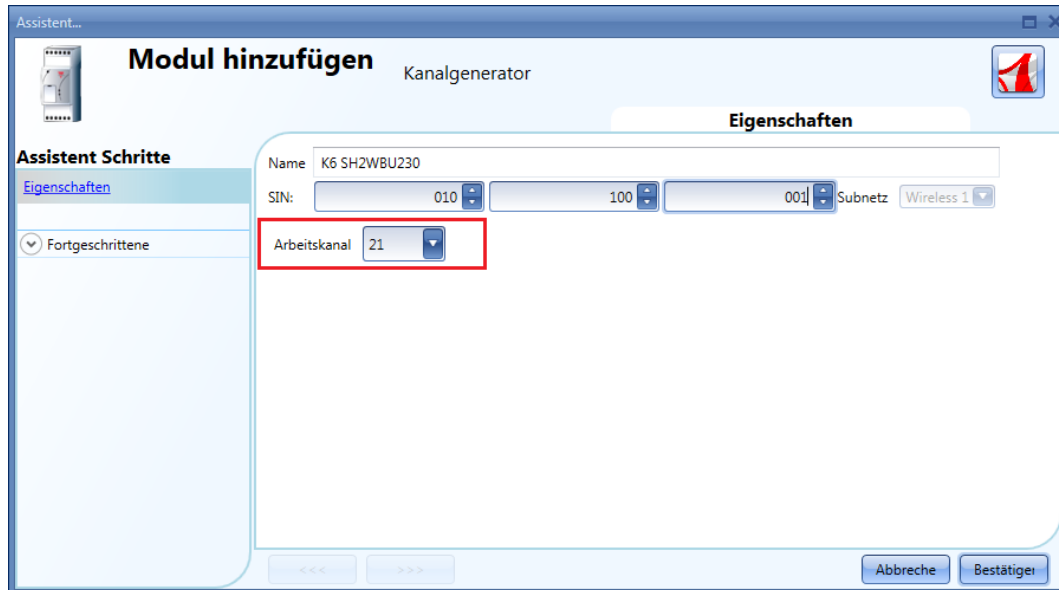 Assistent...
Modul hinzufügen Kanalgenerator
Eigenschaften
Assistent Schritte
Eigenschaften
Fortgeschrittene
Name K6 SH2WBU230
SIN: 010 100 001 Subnetz Wireless 1
Arbeitskanal 21
<<< >>> Abbreche Bestätiger